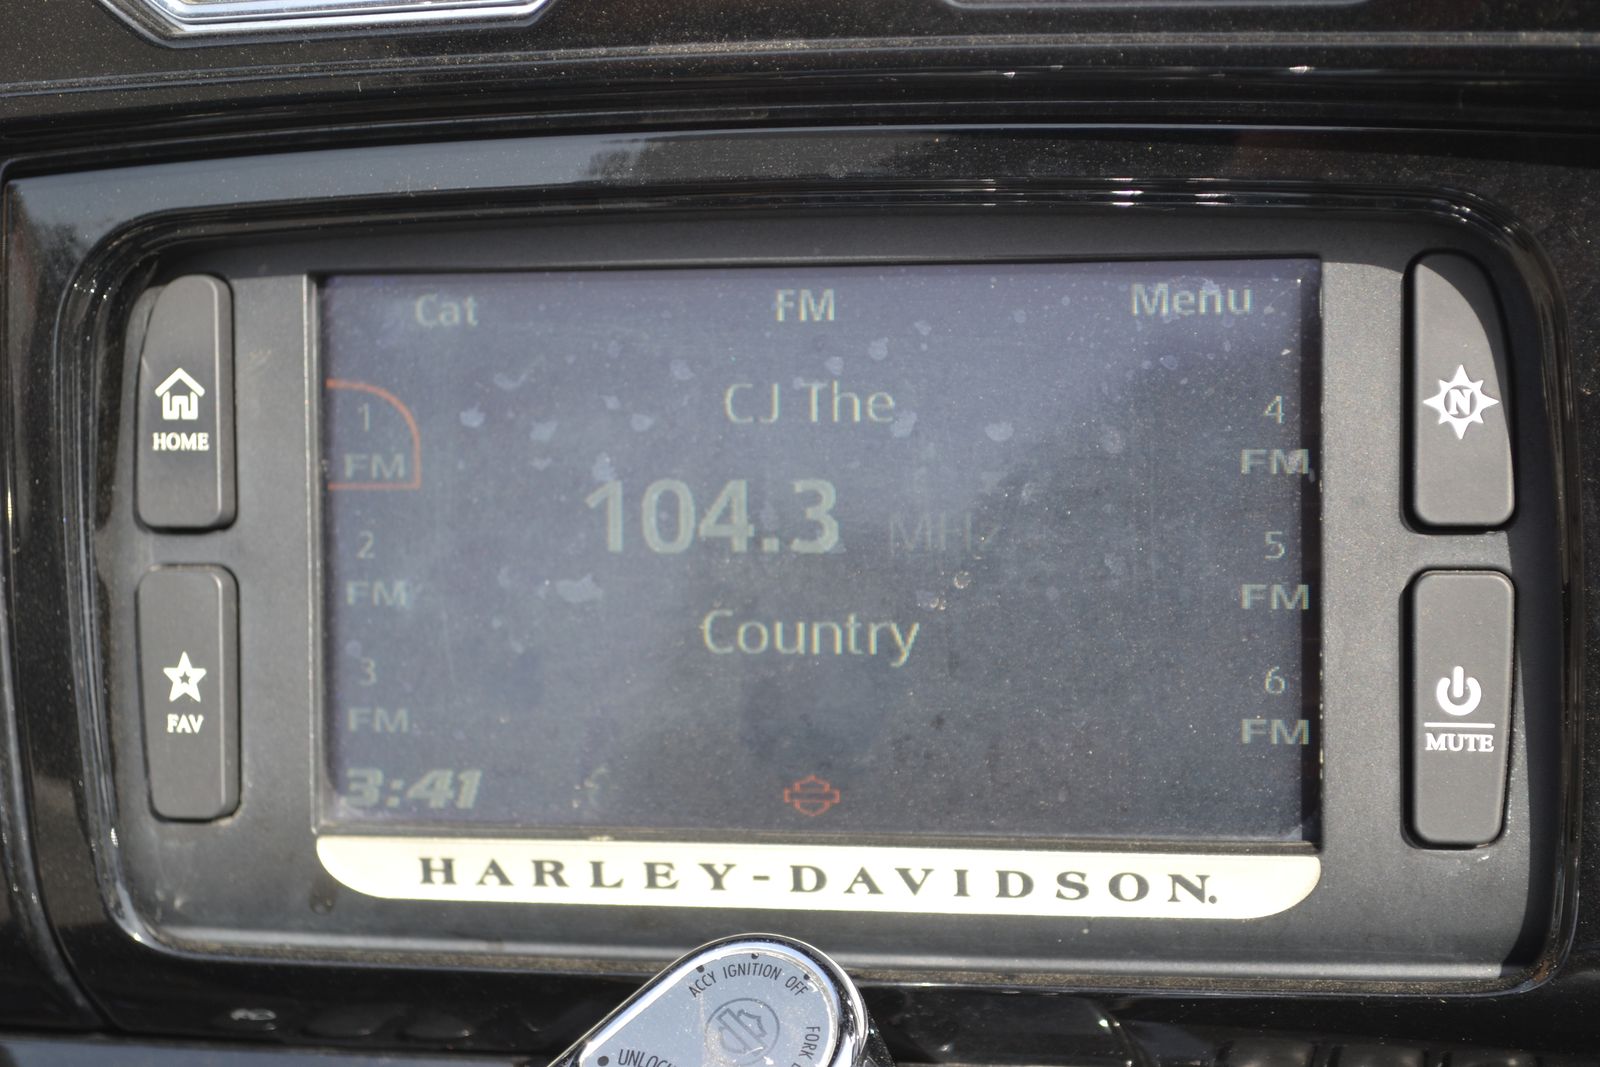 Cat FM Menu
CJ The
1
FM
4
FM
HOME
N
104.3 MHz
2
FM
5
FM
Country
3
FM
6
FM
FAV
MUTE
3:41
HARLEY-DAVIDSON.
ACCY IGNITION OFF
FORK